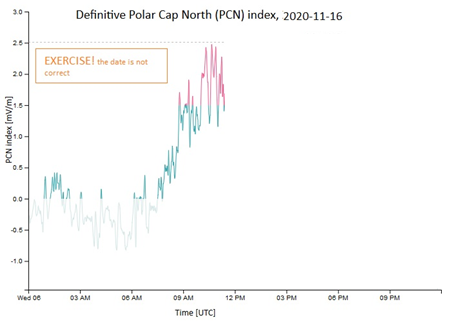 Definitive Polar Cap North (PCN) index, 2020-11-16
EXERCISE! the date is not
correct
PCN index [mV/m]
3.0
2.5
2.0
1.5
1.0
0.5
0.0
-0.5
-1.0
Wed 06
03 AM
06 AM
09 AM
12 PM
03 PM
06 PM
09 PM
Time [UTC]